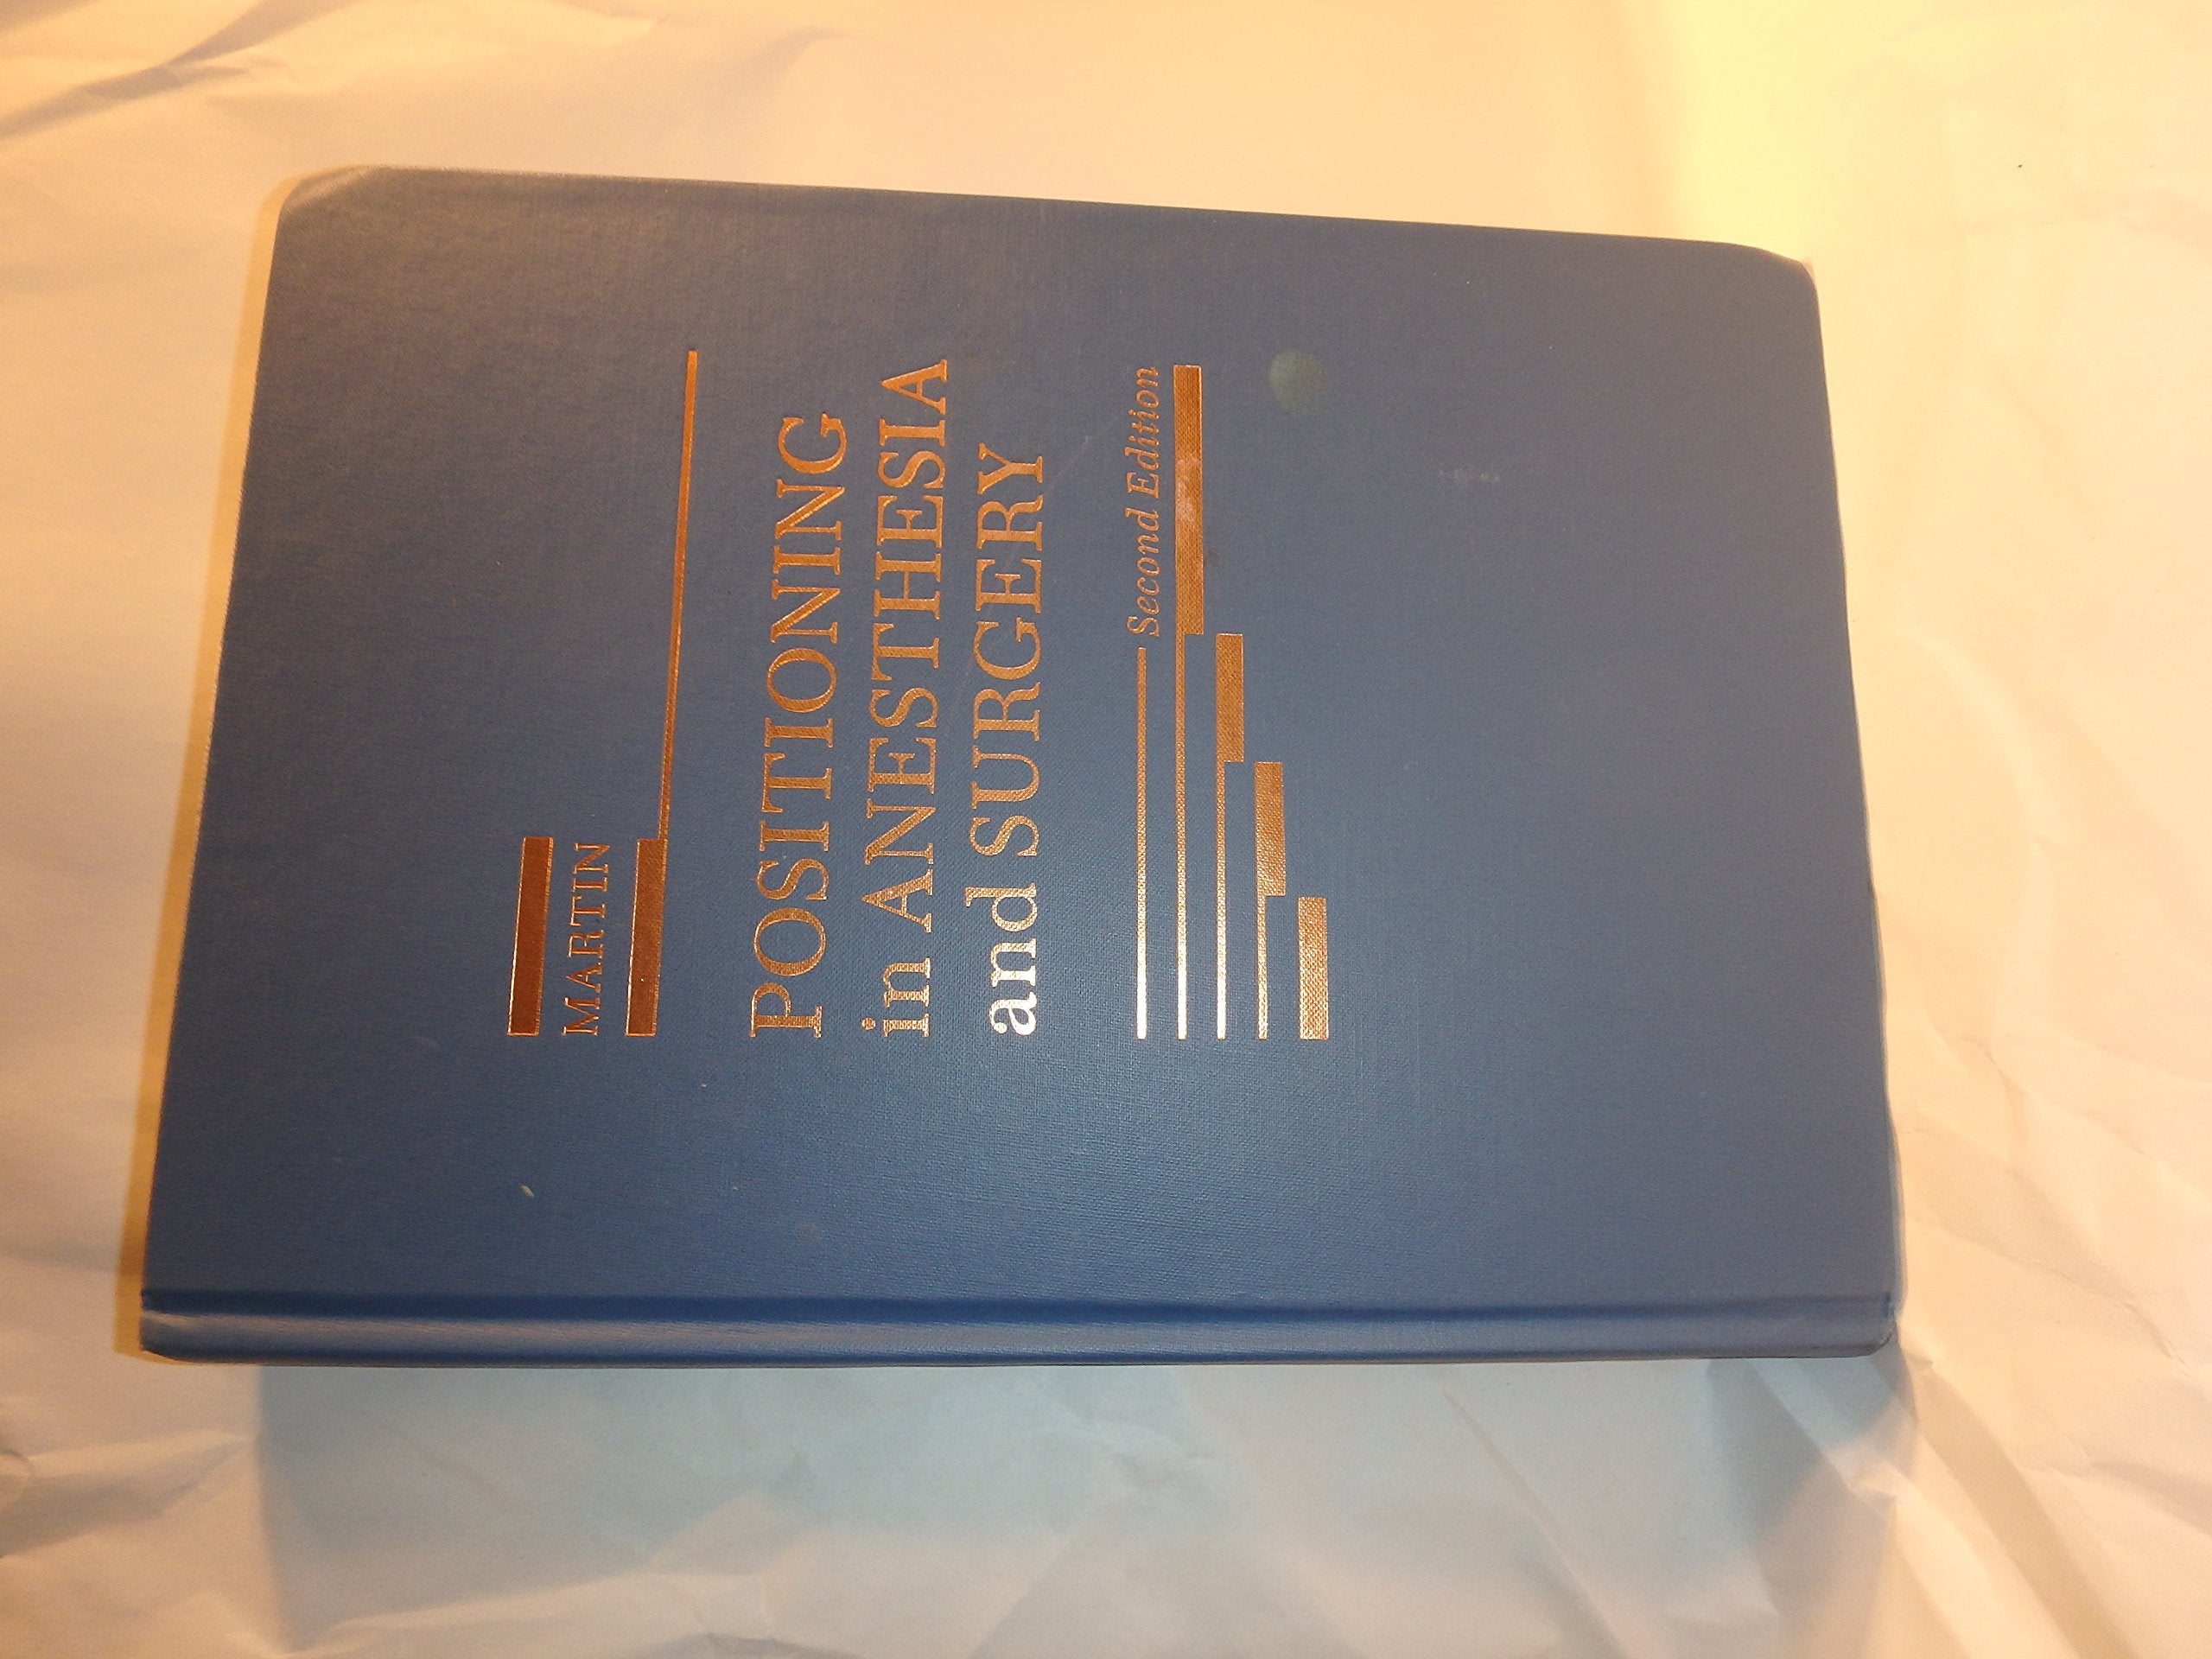 MARTIN
POSITIONING
in ANESTHESIA
and SURGERY
Second Edition